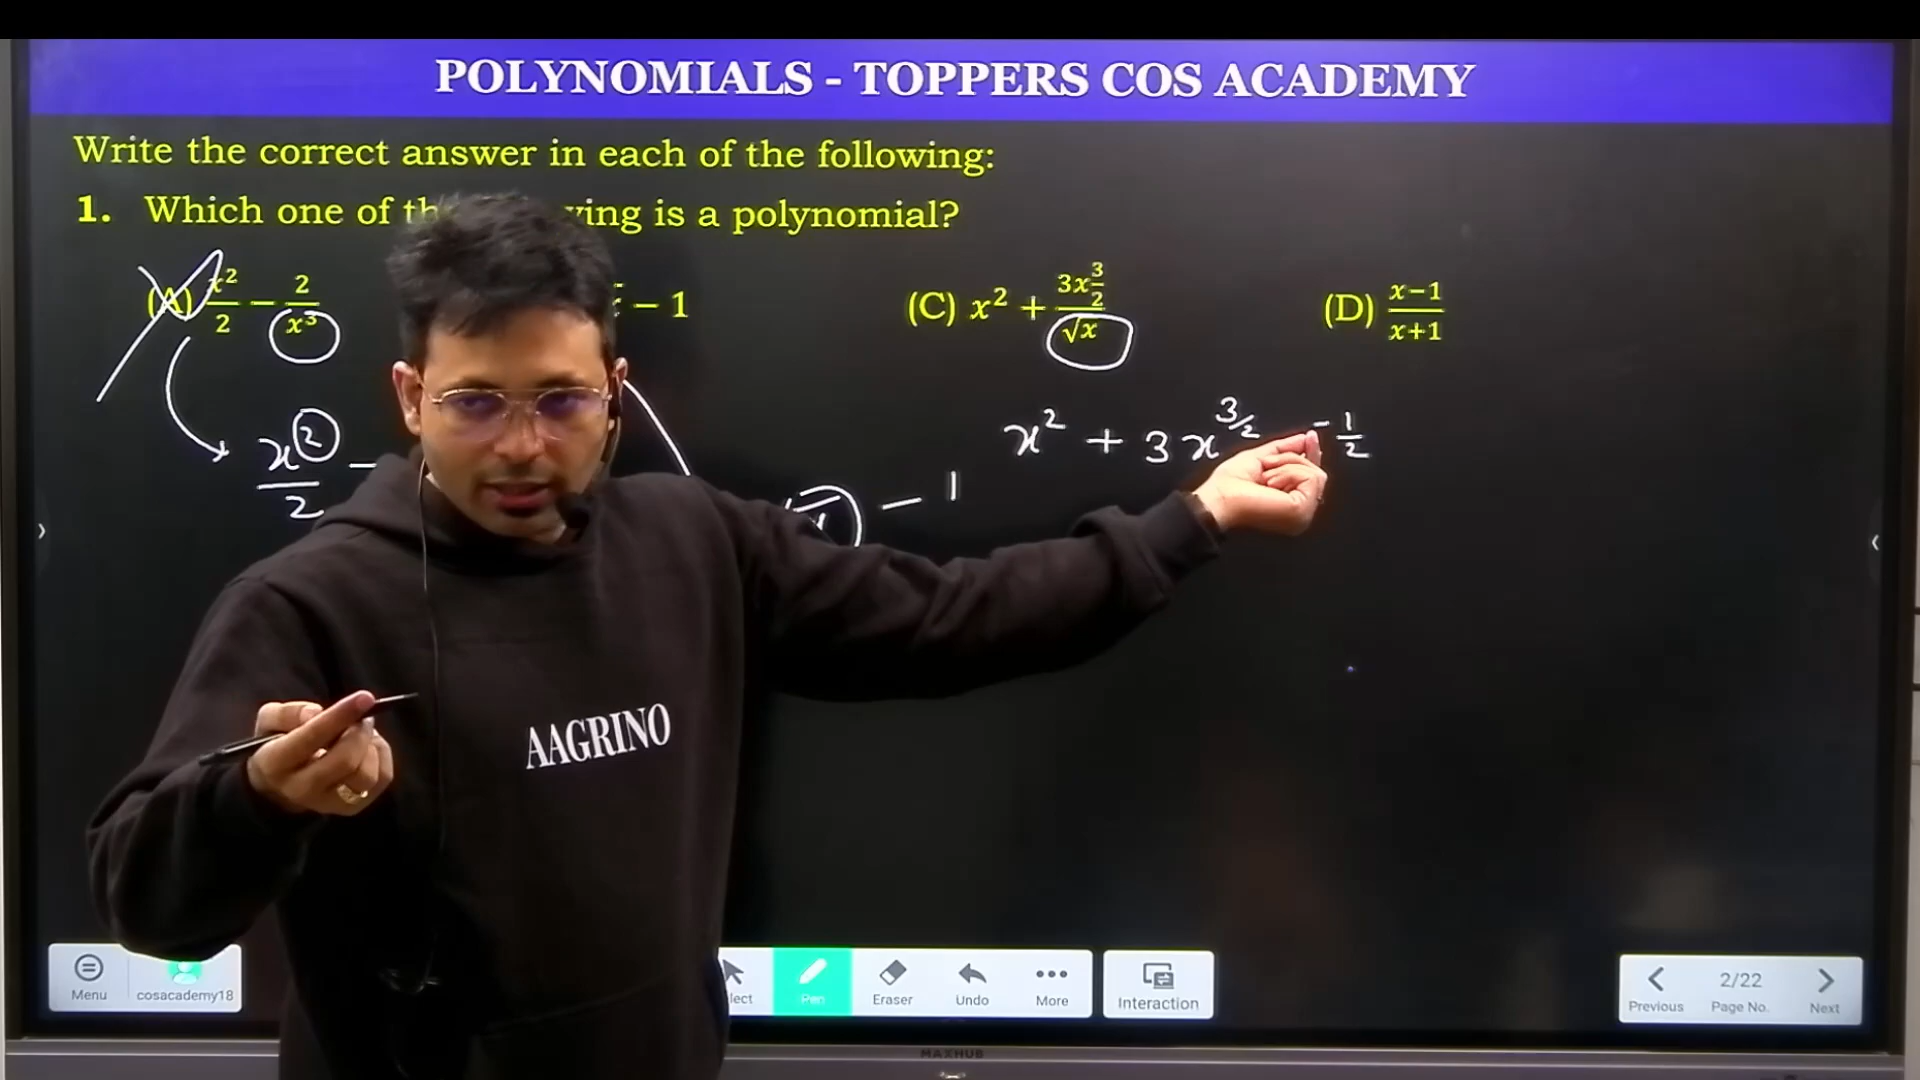 POLYNOMIALS - TOPPERS COS ACADEMY
Write the correct answer in each of the following:
1. Which one of is a polynomial?
(A) x²/2 − 2/x³
− 1
(C) x² + 3x^(3/2)/√x
(D) (x−1)/(x+1)
x²/2 −
− 1
x² + 3x^(3/2) − 1/2
AAGRINO
Menu
cosacademy18
Pen
Eraser
Undo
More
Interaction
Previous
2/22
Page No.
Next
MAXHUB